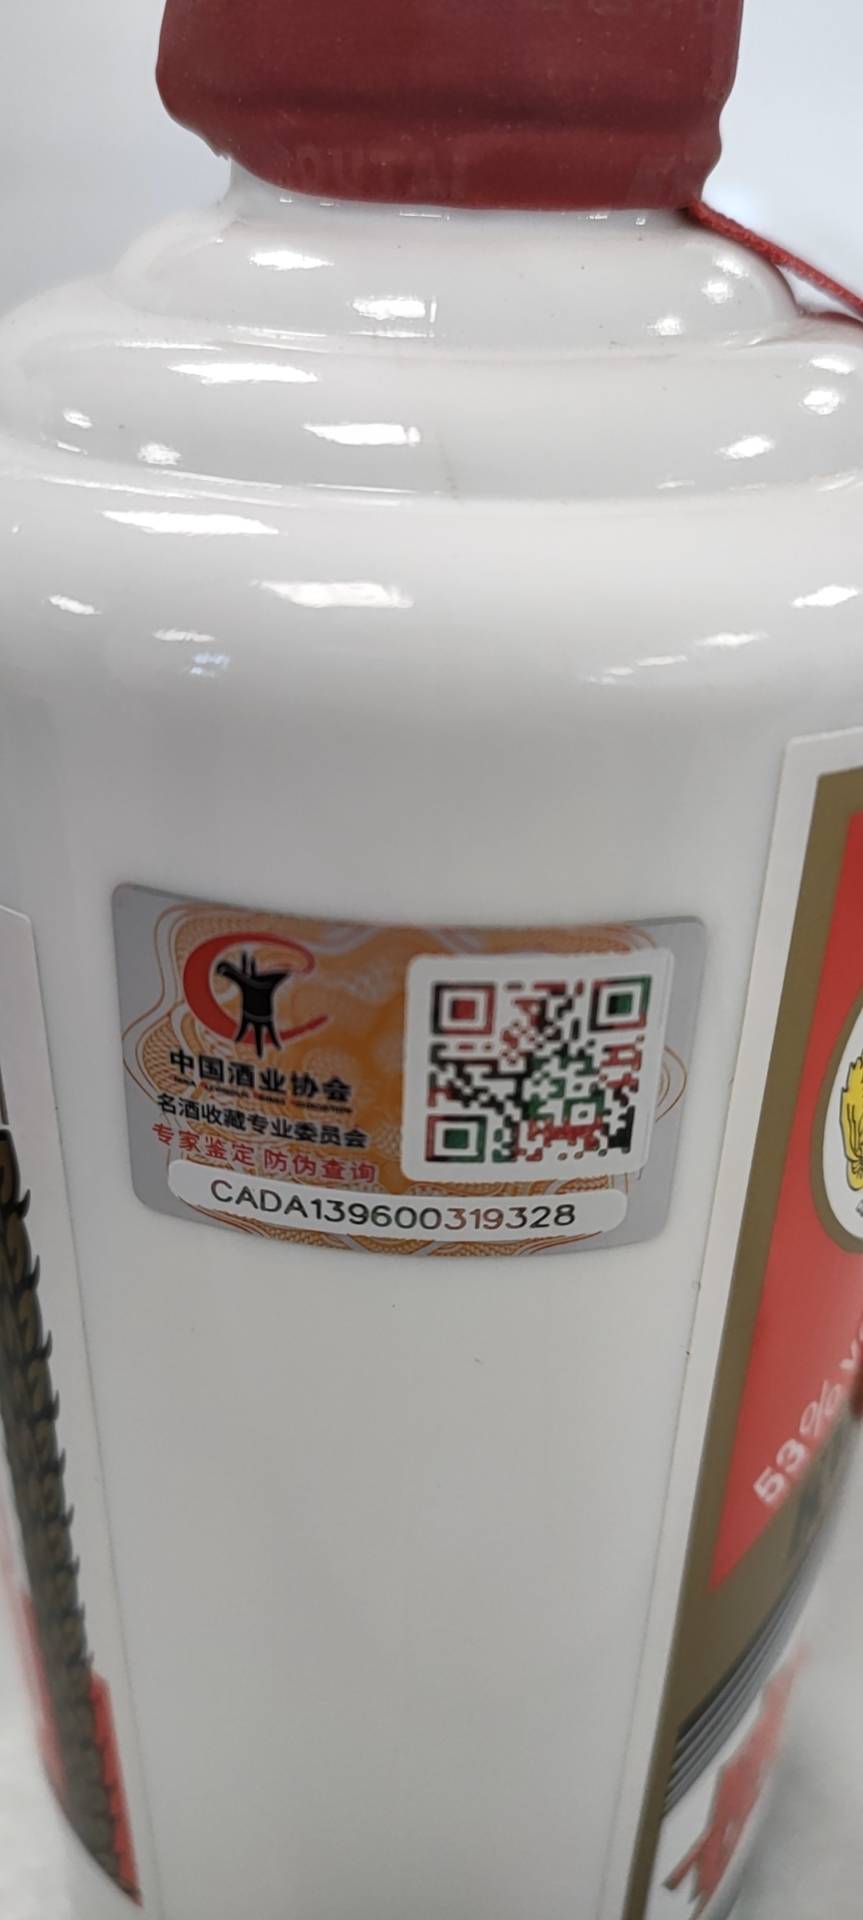 中国酒业协会
名酒收藏专业委员会
专家鉴定 防伪查询
CADA139600319328
53%